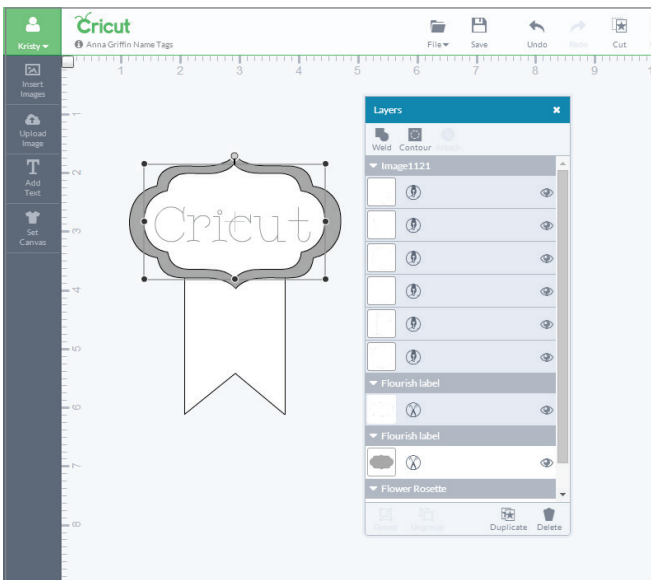 Cricut
Kristy
Anna Griffin Name Tags
File
Save
Undo
Redo
Cut
1 2 3 4 5 6 7 8 9
Insert
Images
Upload
Image
Add
Text
Set
Canvas
1
2
3
4
5
6
7
8
Cricut
Layers
Weld Contour Attach
Image1121
Flourish label
Flourish label
Flower Rosette
Group Ungroup Duplicate Delete